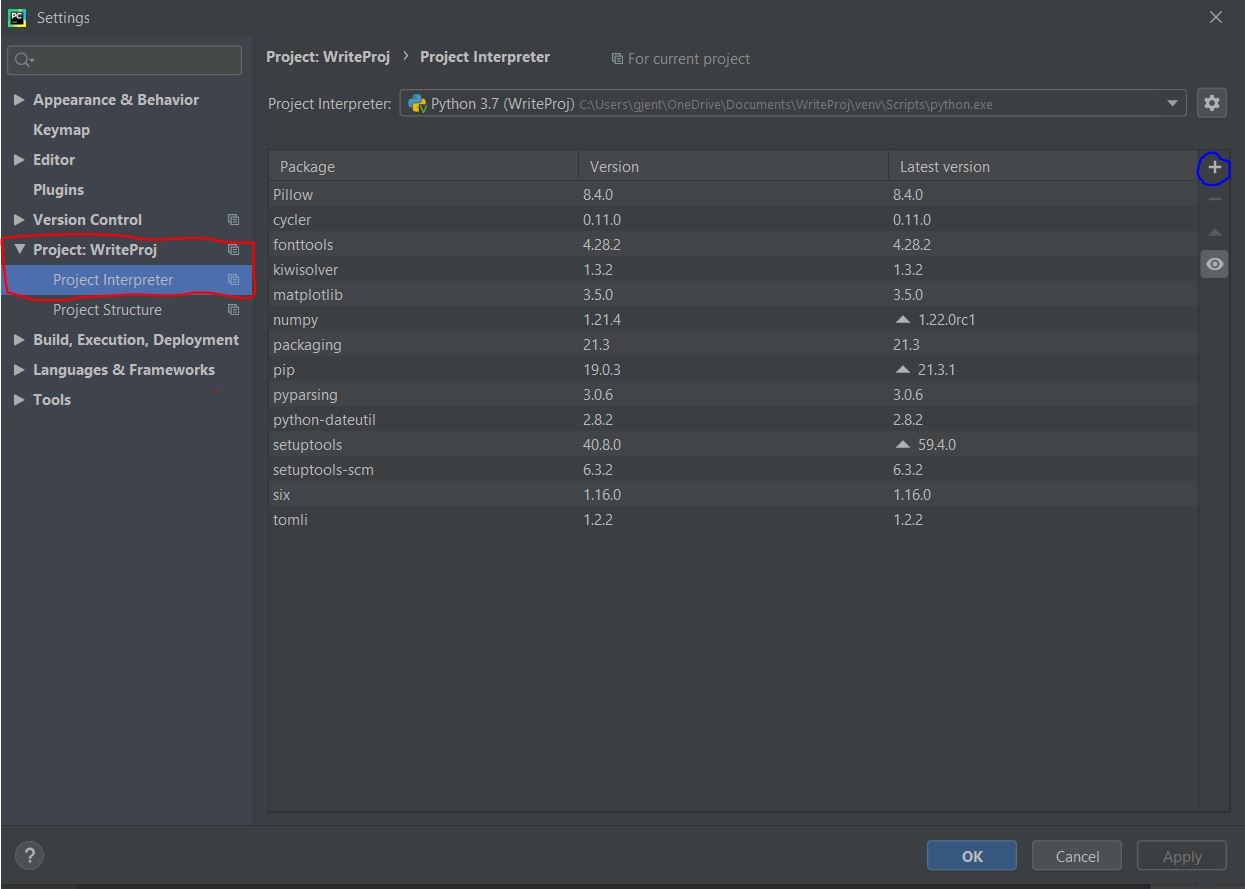 PC Settings
Appearance & Behavior
Keymap
Editor
Plugins
Version Control
Project: WriteProj
Project Interpreter
Project Structure
Build, Execution, Deployment
Languages & Frameworks
Tools
Project: WriteProj › Project Interpreter For current project
Project Interpreter: Python 3.7 (WriteProj) C:\Users\gjent\OneDrive\Documents\WriteProj\venv\Scripts\python.exe
Package Version Latest version
Pillow 8.4.0 8.4.0
cycler 0.11.0 0.11.0
fonttools 4.28.2 4.28.2
kiwisolver 1.3.2 1.3.2
matplotlib 3.5.0 3.5.0
numpy 1.21.4 1.22.0rc1
packaging 21.3 21.3
pip 19.0.3 21.3.1
pyparsing 3.0.6 3.0.6
python-dateutil 2.8.2 2.8.2
setuptools 40.8.0 59.4.0
setuptools-scm 6.3.2 6.3.2
six 1.16.0 1.16.0
tomli 1.2.2 1.2.2
? OK Cancel Apply